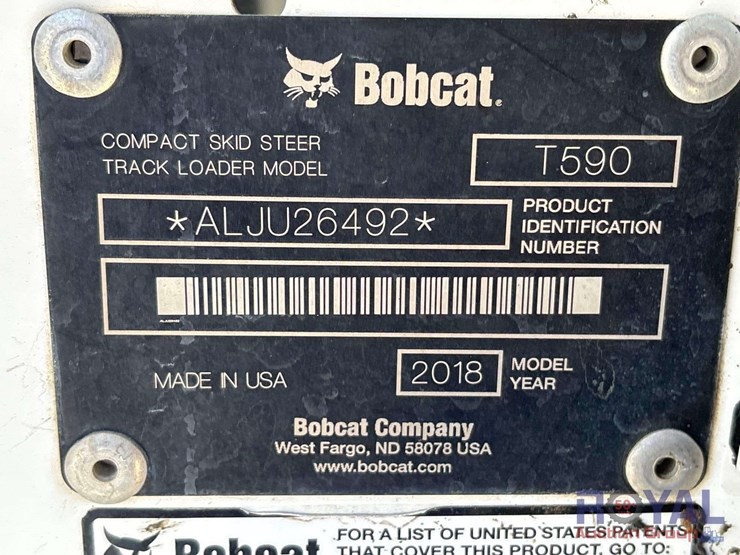 Bobcat.
COMPACT SKID STEER
TRACK LOADER MODEL
T590
*ALJU26492*
PRODUCT
IDENTIFICATION
NUMBER
MADE IN USA
2018
MODEL
YEAR
Bobcat Company
West Fargo, ND 58078 USA
www.bobcat.com
ROYAL
Auction Group
Bobcat
FOR A LIST OF UNITED STATES PATENTS
THAT COVER THIS PRODUCT GO TO: